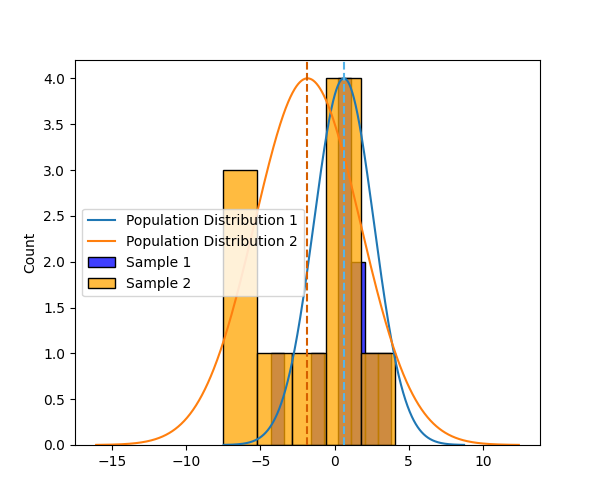 4.0
3.5
3.0
2.5
2.0
1.5
1.0
0.5
0.0
Count
Population Distribution 1
Population Distribution 2
Sample 1
Sample 2
−15 −10 −5 0 5 10